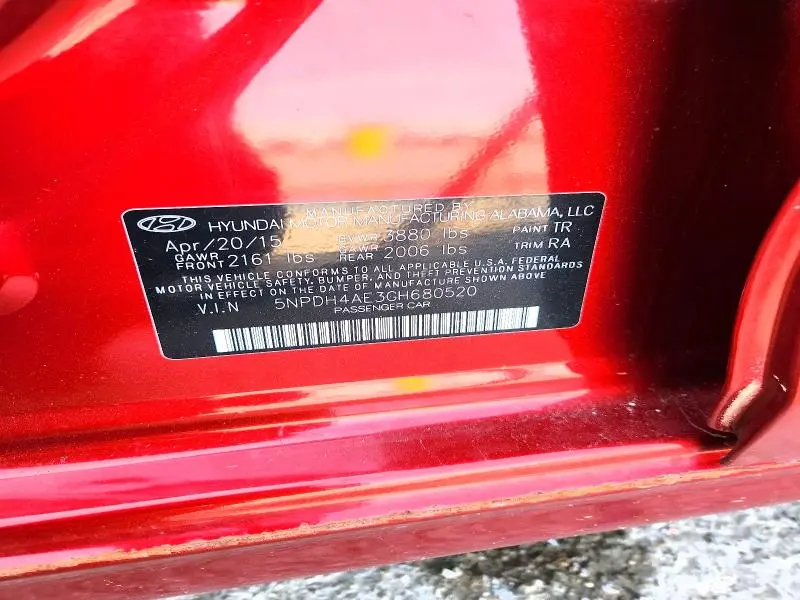 MANUFACTURED BY
HYUNDAI MOTOR MANUFACTURING ALABAMA, LLC
Apr/20/15 GVWR 3880 lbs PAINT TR
GAWR FRONT 2161 lbs GAWR REAR 2006 lbs TRIM RA
THIS VEHICLE CONFORMS TO ALL APPLICABLE U.S.A. FEDERAL
MOTOR VEHICLE SAFETY, BUMPER, AND THEFT PREVENTION STANDARDS
IN EFFECT ON THE DATE OF MANUFACTURE SHOWN ABOVE
V.I.N 5NPDH4AE3GH680520
PASSENGER CAR